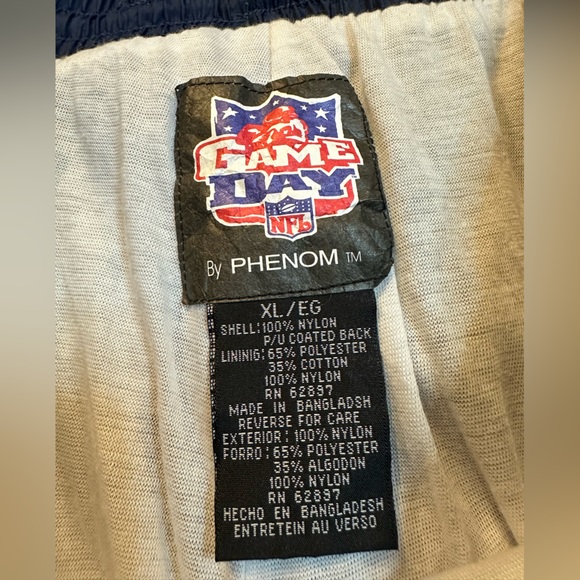 GAME
DAY
NFL
By PHENOM TM
XL/EG
SHELL:100% NYLON
P/U COATED BACK
LINING:65% POLYESTER
35% COTTON
100% NYLON
RN 62897
MADE IN BANGLADSH
REVERSE FOR CARE
EXTERIOR:100% NYLON
FORRO:65% POLYESTER
35% ALGODON
100% NYLON
RN 62897
HECHO EN BANGLADESH
ENTRETEIN AU VERSO